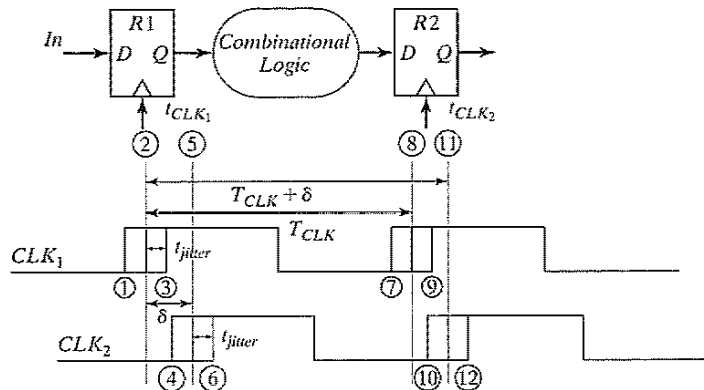 R1
R2
In
D Q
Combinational
Logic
D Q
t_CLK₁
t_CLK₂
② ⑤ ⑧ ⑪
T_CLK + δ
T_CLK
CLK₁
t_jitter
① ③ ⑦ ⑨
δ
CLK₂
t_jitter
④ ⑥ ⑩ ⑫